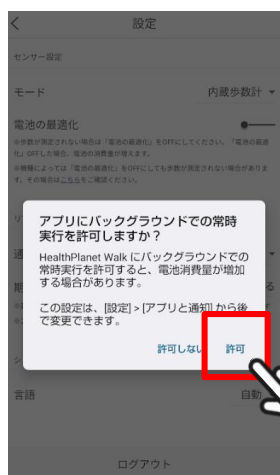 設定
センサー設定
モード 内蔵歩数計
電池の最適化
※歩数が測定されない場合は「電池の最適化」をOFFにしてください。「電池の最適
化」OFFした場合、電池の消費量が増えます。
※機種によっては「電池の最適化」をOFFにしても歩数が測定されない場合がありま
す。その場合はこちらをご確認ください。
アプリにバックグラウンドでの常時
実行を許可しますか？
HealthPlanet Walk にバックグラウンドでの
常時実行を許可すると、電池消費量が増加
する場合があります。
この設定は、[設定] > [アプリと通知] から後
で変更できます。
許可しない 許可
言語 自動
ログアウト